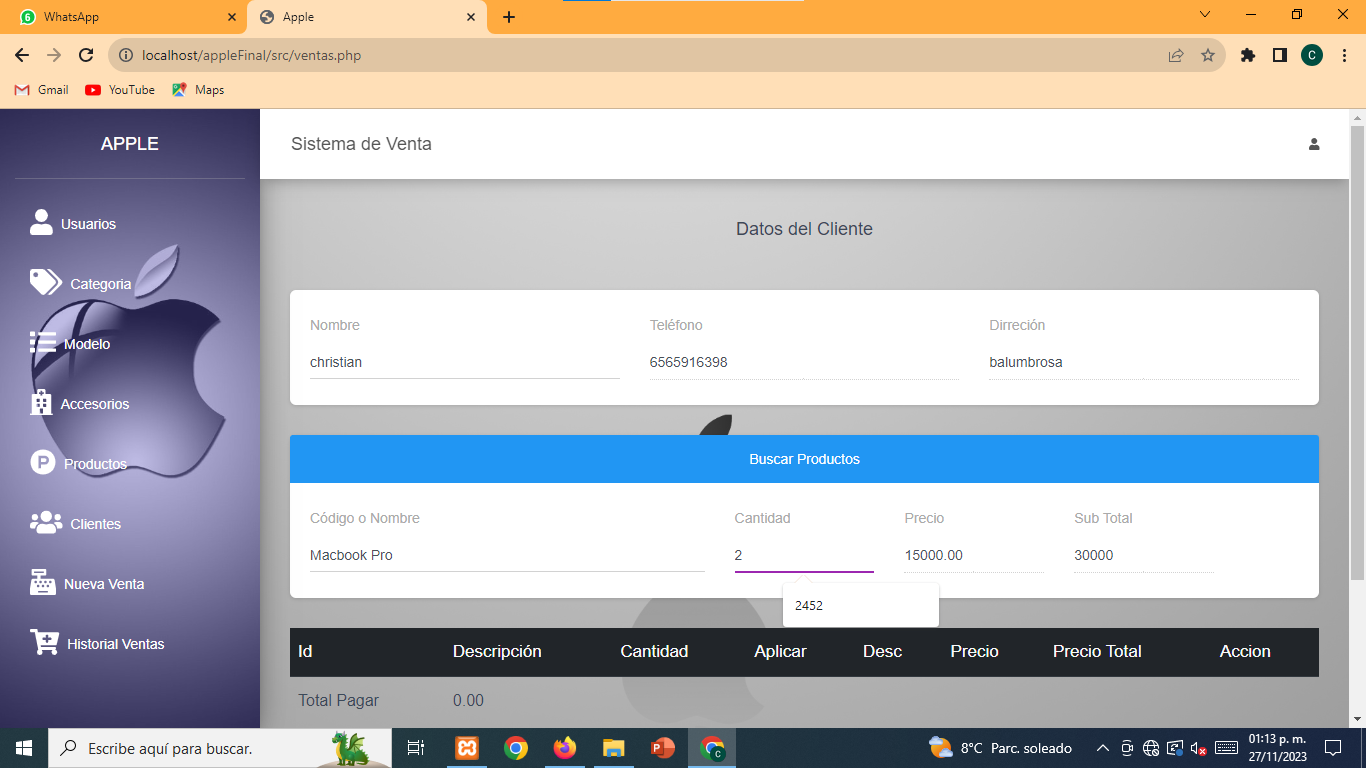 WhatsApp
Apple
localhost/appleFinal/src/ventas.php
C
Gmail YouTube Maps
APPLE
Sistema de Venta
Usuarios
Categoria
Modelo
Accesorios
Productos
Clientes
Nueva Venta
Historial Ventas
Datos del Cliente
Nombre Teléfono Dirreción
christian 6565916398 balumbrosa
Buscar Productos
Código o Nombre Cantidad Precio Sub Total
Macbook Pro 2 15000.00 30000
2452
Id Descripción Cantidad Aplicar Desc Precio Precio Total Accion
Total Pagar 0.00
Escribe aquí para buscar.
8°C Parc. soleado
01:13 p. m.
27/11/2023